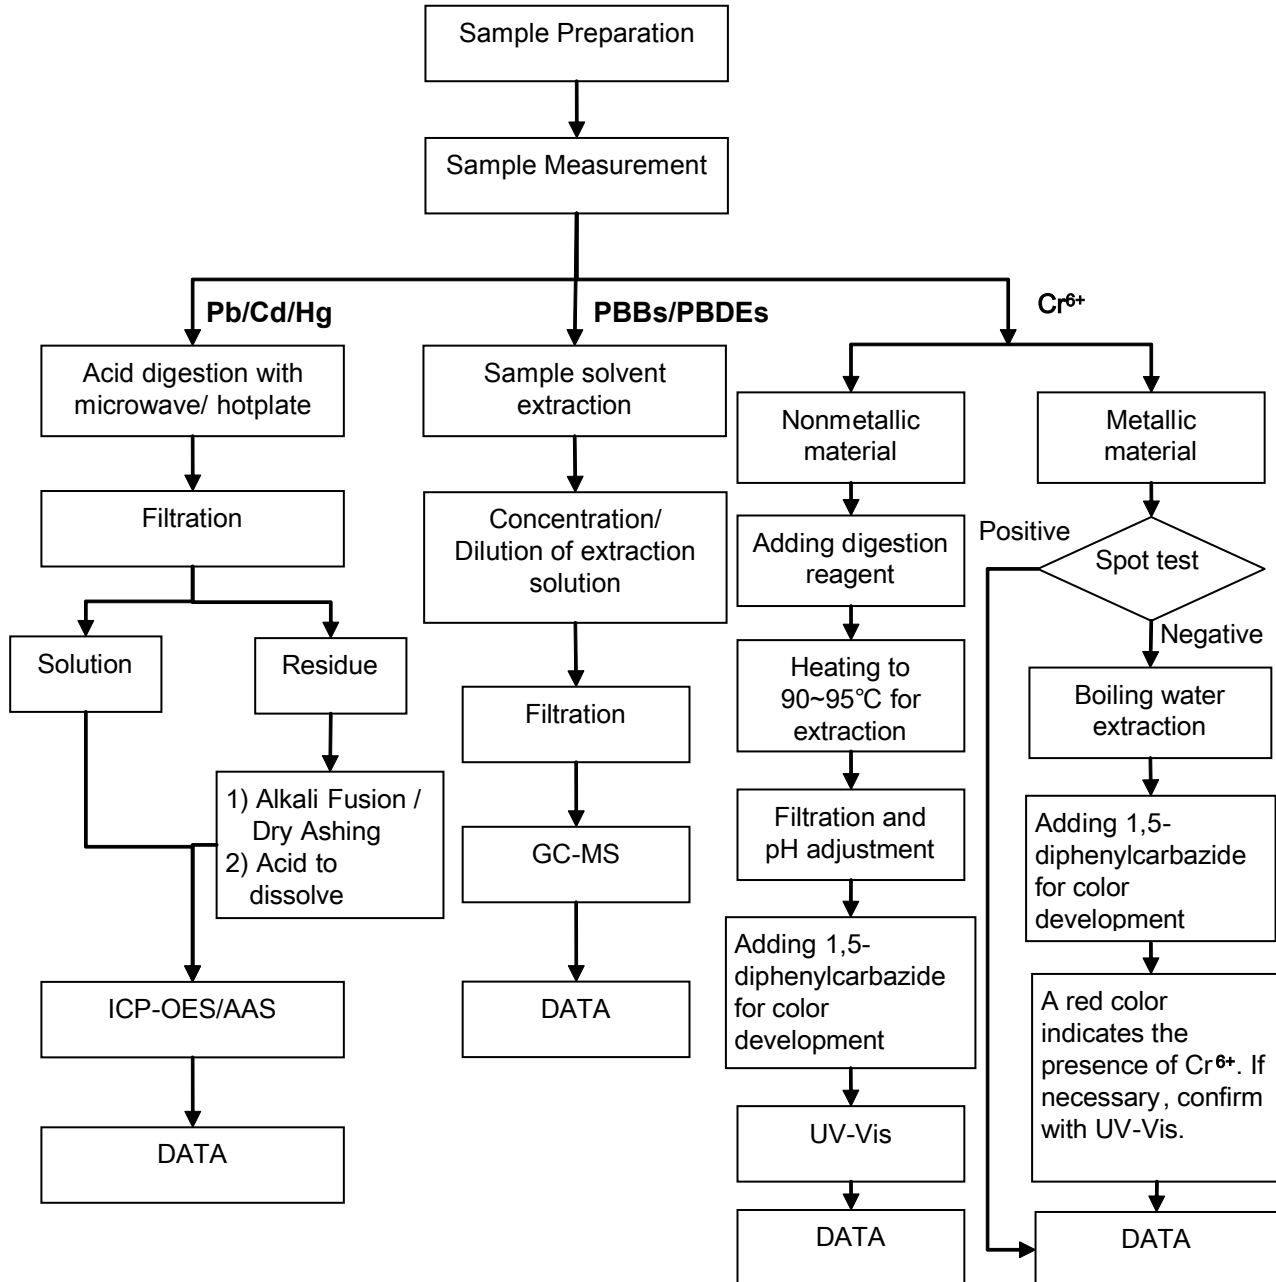 Sample Preparation
Sample Measurement
Pb/Cd/Hg
PBBs/PBDEs
Cr⁶⁺
Acid digestion with
microwave/ hotplate
Filtration
Solution
Residue
1) Alkali Fusion /
Dry Ashing
2) Acid to
dissolve
ICP-OES/AAS
DATA
Sample solvent
extraction
Concentration/
Dilution of extraction
solution
Filtration
GC-MS
DATA
Nonmetallic
material
Adding digestion
reagent
Heating to
90~95℃ for
extraction
Filtration and
pH adjustment
Adding 1,5-
diphenylcarbazide
for color
development
UV-Vis
DATA
Metallic
material
Positive
Spot test
Negative
Boiling water
extraction
Adding 1,5-
diphenylcarbazide
for color
development
A red color
indicates the
presence of Cr⁶⁺. If
necessary, confirm
with UV-Vis.
DATA